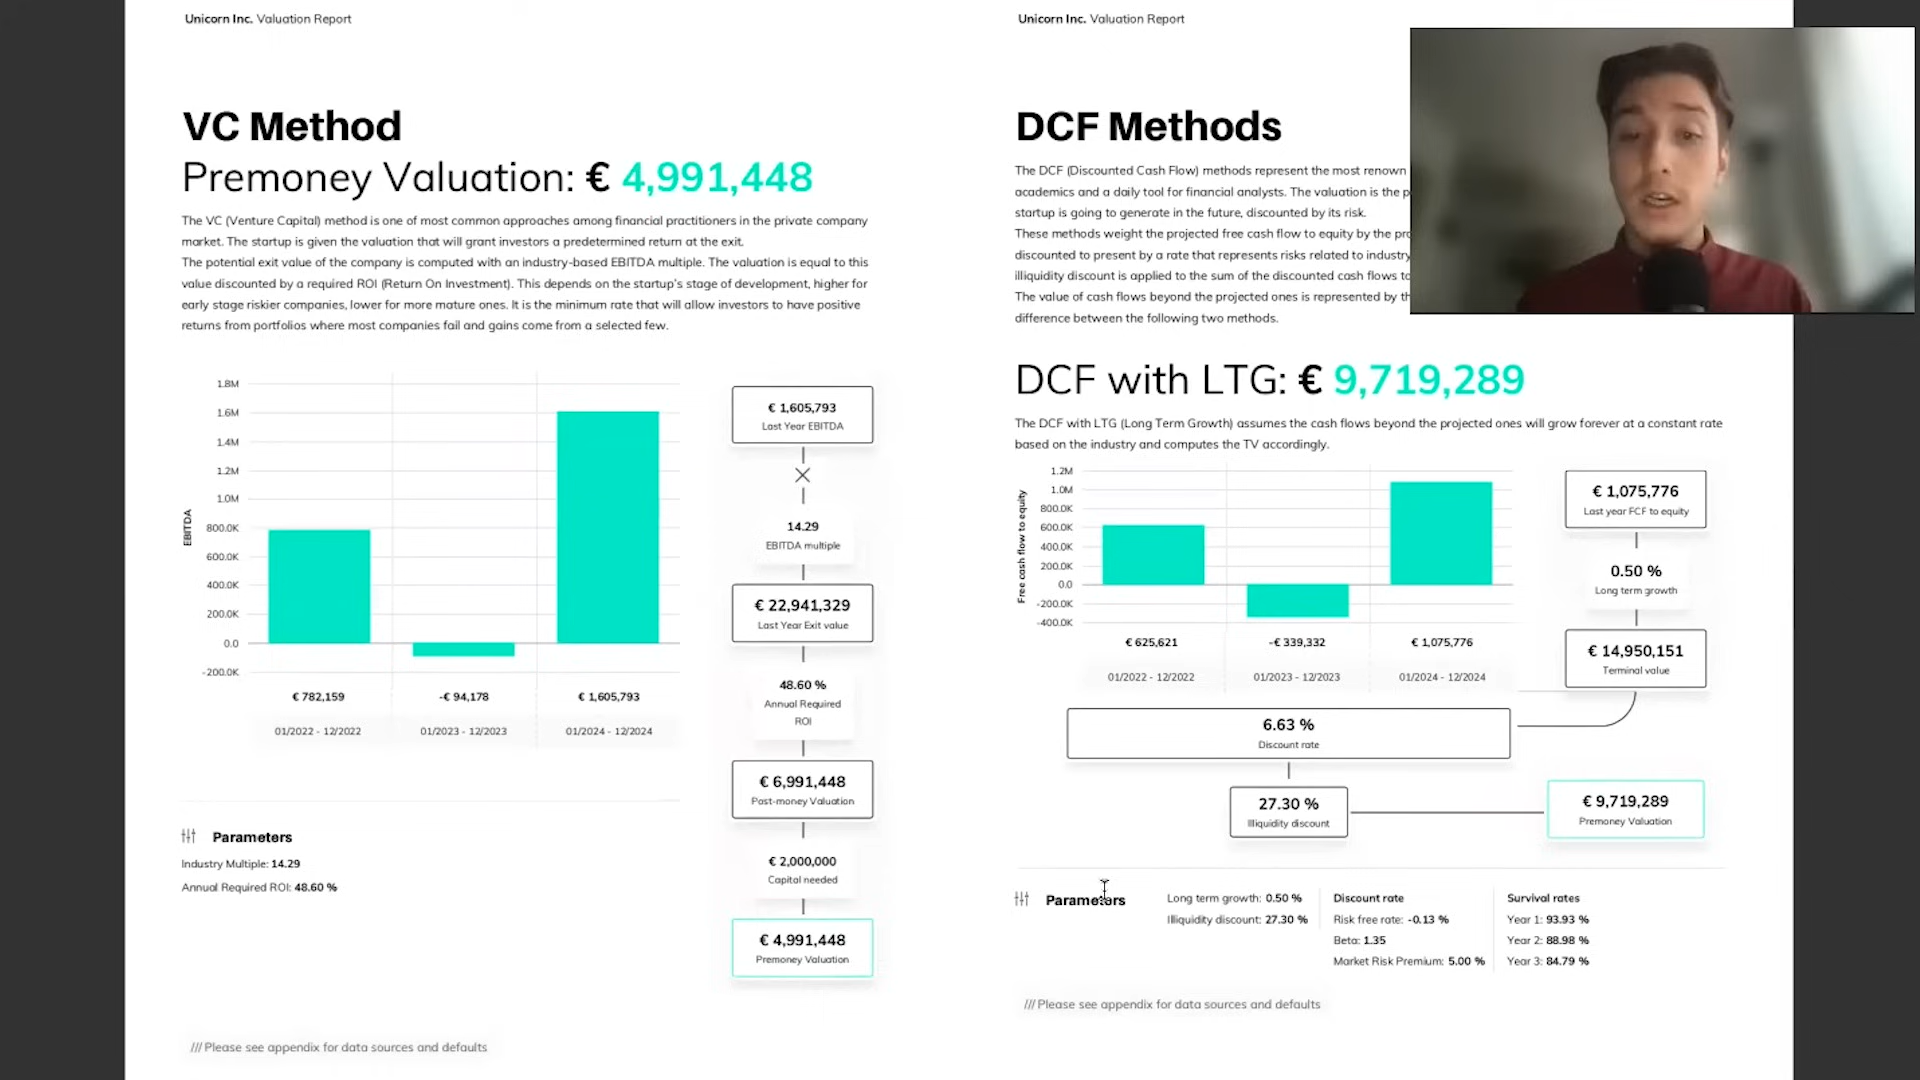 Unicorn Inc. Valuation Report
VC Method
Premoney Valuation: € 4,991,448
The VC (Venture Capital) method is one of most common approaches among financial practitioners in the private company
market. The startup is given the valuation that will grant investors a predetermined return at the exit.
The potential exit value of the company is computed with an industry-based EBITDA multiple. The valuation is equal to this
value discounted by a required ROI (Return On Investment). This depends on the startup's stage of development, higher for
early stage riskier companies, lower for more mature ones. It is the minimum rate that will allow investors to have positive
returns from portfolios where most companies fail and gains come from a selected few.
EBITDA
1.8M
1.6M
1.4M
1.2M
1.0M
800.0K
600.0K
400.0K
200.0K
0.0
-200.0K
€ 782,159
-€ 94,178
€ 1,605,793
01/2022 - 12/2022
01/2023 - 12/2023
01/2024 - 12/2024
€ 1,605,793
Last Year EBITDA
14.29
EBITDA multiple
€ 22,941,329
Last Year Exit value
48.60 %
Annual Required
ROI
€ 6,991,448
Post-money Valuation
€ 2,000,000
Capital needed
€ 4,991,448
Premoney Valuation
Parameters
Industry Multiple: 14.29
Annual Required ROI: 48.60 %
/// Please see appendix for data sources and defaults
Unicorn Inc. Valuation Report
DCF Methods
The DCF (Discounted Cash Flow) methods represent the most renown
academics and a daily tool for financial analysts. The valuation is the p
startup is going to generate in the future, discounted by its risk.
These methods weight the projected free cash flow to equity by the pro
discounted to present by a rate that represents risks related to industry
illiquidity discount is applied to the sum of the discounted cash flows to
The value of cash flows beyond the projected ones is represented by th
difference between the following two methods.
DCF with LTG: € 9,719,289
The DCF with LTG (Long Term Growth) assumes the cash flows beyond the projected ones will grow forever at a constant rate
based on the industry and computes the TV accordingly.
Free cash flow to equity
1.2M
1.0M
800.0K
600.0K
400.0K
200.0K
0.0
-200.0K
-400.0K
€ 625,621
-€ 339,332
€ 1,075,776
01/2022 - 12/2022
01/2023 - 12/2023
01/2024 - 12/2024
€ 1,075,776
Last year FCF to equity
0.50 %
Long term growth
€ 14,950,151
Terminal value
6.63 %
Discount rate
27.30 %
Illiquidity discount
€ 9,719,289
Premoney Valuation
Parameters
Long term growth: 0.50 %
Illiquidity discount: 27.30 %
Discount rate
Risk free rate: -0.13 %
Beta: 1.35
Market Risk Premium: 5.00 %
Survival rates
Year 1: 93.93 %
Year 2: 88.98 %
Year 3: 84.79 %
/// Please see appendix for data sources and defaults